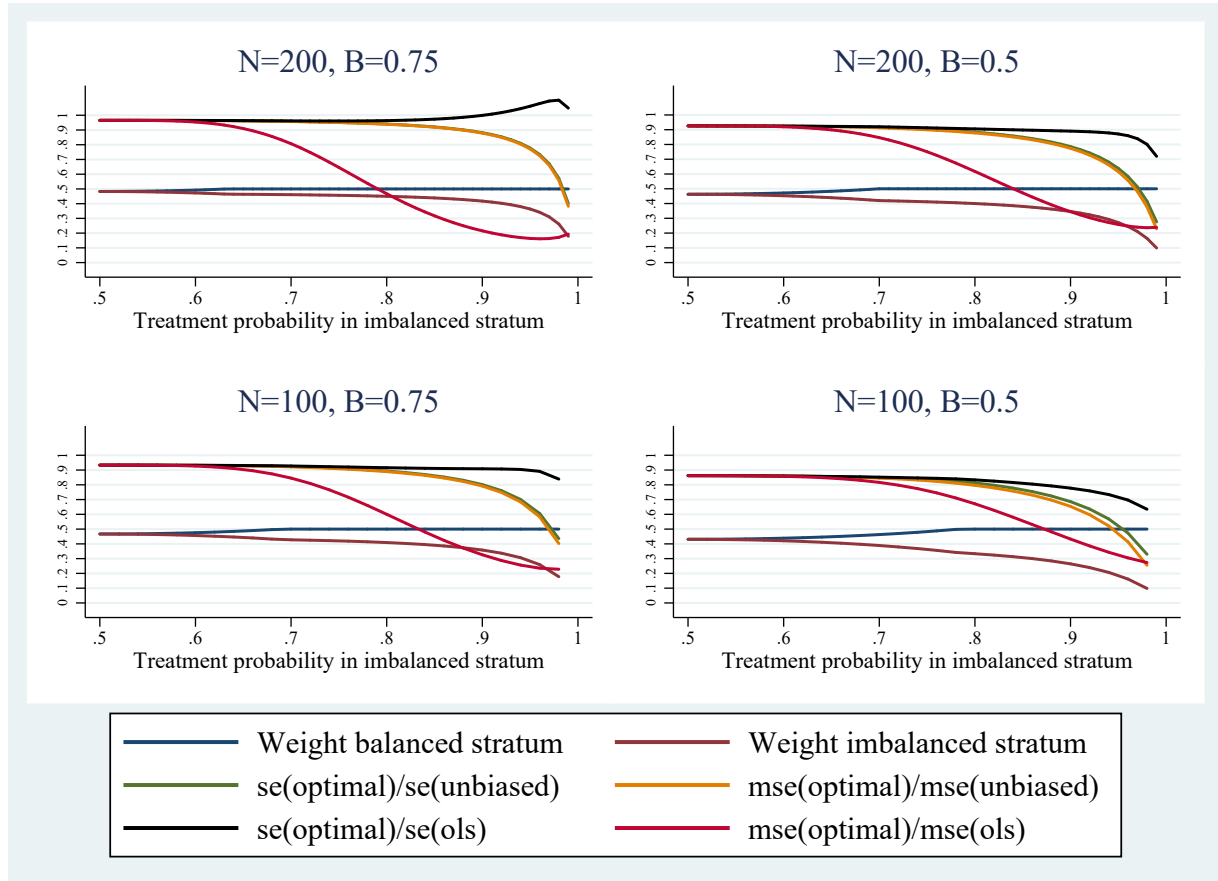 N=200, B=0.75
1
.9
.8
.7
.6
.5
.4
.3
.2
.1
0
.5 .6 .7 .8 .9 1
Treatment probability in imbalanced stratum
N=200, B=0.5
1
.9
.8
.7
.6
.5
.4
.3
.2
.1
0
.5 .6 .7 .8 .9 1
Treatment probability in imbalanced stratum
N=100, B=0.75
1
.9
.8
.7
.6
.5
.4
.3
.2
.1
0
.5 .6 .7 .8 .9 1
Treatment probability in imbalanced stratum
N=100, B=0.5
1
.9
.8
.7
.6
.5
.4
.3
.2
.1
0
.5 .6 .7 .8 .9 1
Treatment probability in imbalanced stratum
Weight balanced stratum Weight imbalanced stratum
se(optimal)/se(unbiased) mse(optimal)/mse(unbiased)
se(optimal)/se(ols) mse(optimal)/mse(ols)